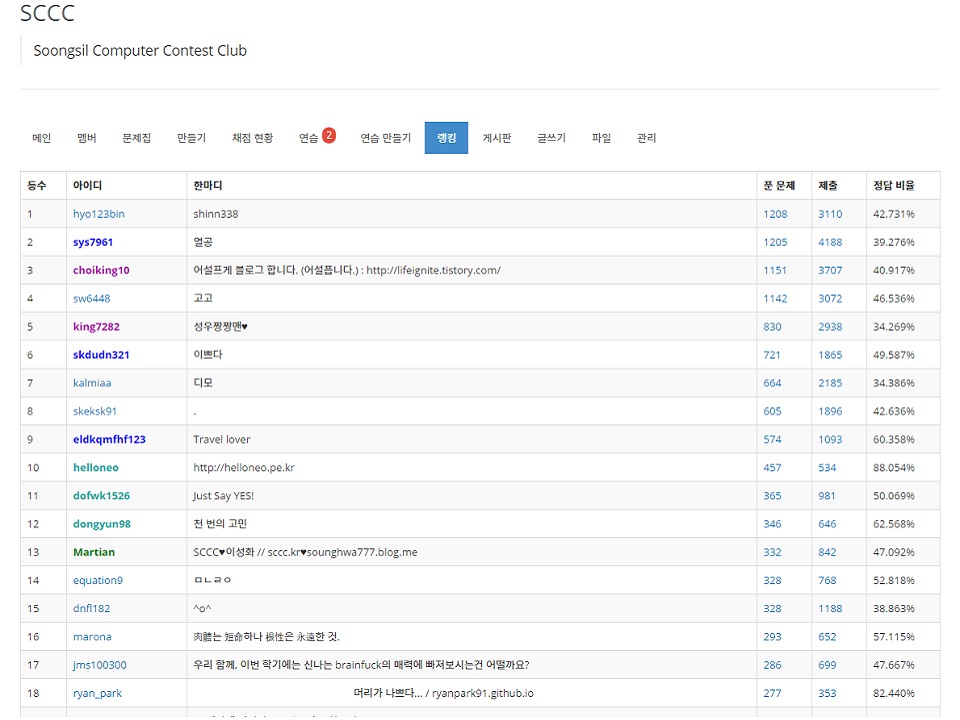 SCCC
Soongsil Computer Contest Club
메인 멤버 문제집 만들기 채점 현황 연습 2 연습 만들기 랭킹 게시판 글쓰기 파일 관리
등수 아이디 한마디 푼 문제 제출 정답 비율
1 hyo123bin shinn338 1208 3110 42.731%
2 sys7961 열공 1205 4188 39.276%
3 choiking10 어설프게 블로그 합니다. (어설픕니다.) : http://lifeignite.tistory.com/ 1151 3707 40.917%
4 sw6448 고고 1142 3072 46.536%
5 king7282 성우짱짱맨♥ 830 2938 34.269%
6 skdudn321 이쁘다 721 1865 49.587%
7 kalmiaa 디모 664 2185 34.386%
8 skeksk91 . 605 1896 42.636%
9 eldkqmfhf123 Travel lover 574 1093 60.358%
10 helloneo http://helloneo.pe.kr 457 534 88.054%
11 dofwk1526 Just Say YES! 365 981 50.069%
12 dongyun98 천 번의 고민 346 646 62.568%
13 Martian SCCC♥이성화 // sccc.kr♥sounghwa777.blog.me 332 842 47.092%
14 equation9 ㅁㄴㄹㅇ 328 768 52.818%
15 dnfl182 ^o^ 328 1188 38.863%
16 marona 肉體는 短命하나 根性은 永遠한 것. 293 652 57.115%
17 jms100300 우리 함께, 이번 학기에는 신나는 brainfuck의 매력에 빠져보시는건 어떨까요? 286 699 47.667%
18 ryan_park 머리가 나쁘다... / ryanpark91.github.io 277 353 82.440%